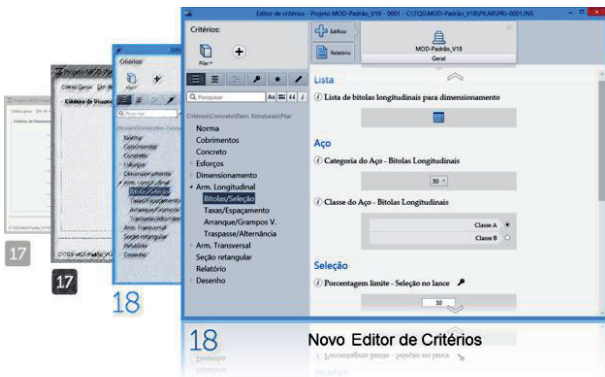 Editor de critérios - Projeto MOD-Padrão_V18 - 0001 - C:\TQS\MOD-Padrão_V18\PILAR\PRJ-0001.INS
Critérios:
Pilar
Edifício
Relatório
MOD-Padrão_V18
Geral
Pesquisar
Critérios\Concreto\Elem. Estruturais\Pilar
Norma
Cobrimentos
Concreto
Esforços
Dimensionamento
Arm. Longitudinal
Bitolas/Seleção
Taxas/Espaçamento
Arranque/Grampos V.
Traspasse/Alternância
Arm. Transversal
Seção retangular
Relatório
Desenho
Lista
Lista de bitolas longitudinais para dimensionamento
Aço
Categoria do Aço - Bitolas Longitudinais
50
Classe do Aço - Bitolas Longitudinais
Classe A
Classe B
Seleção
Porcentagem limite - Seleção no lance
10
17
17
18
18
Novo Editor de Critérios